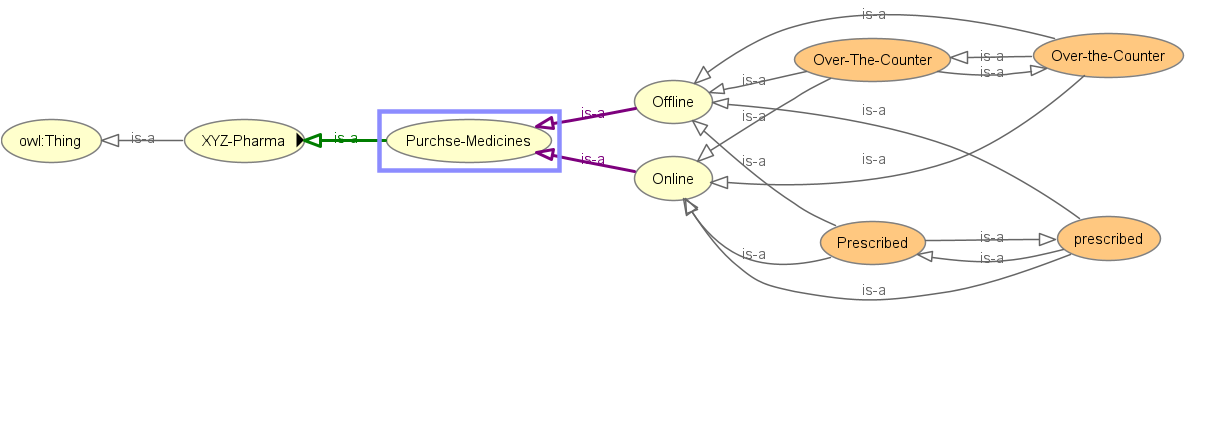 is-a
Over-The-Counter
is-a
Over-the-Counter
is-a
is-a
Offline
is-a
is-a
is-a
owl:Thing
is-a
XYZ-Pharma
is-a
Purchse-Medicines
is-a
is-a
is-a
Online
Prescribed
is-a
prescribed
is-a
is-a
is-a